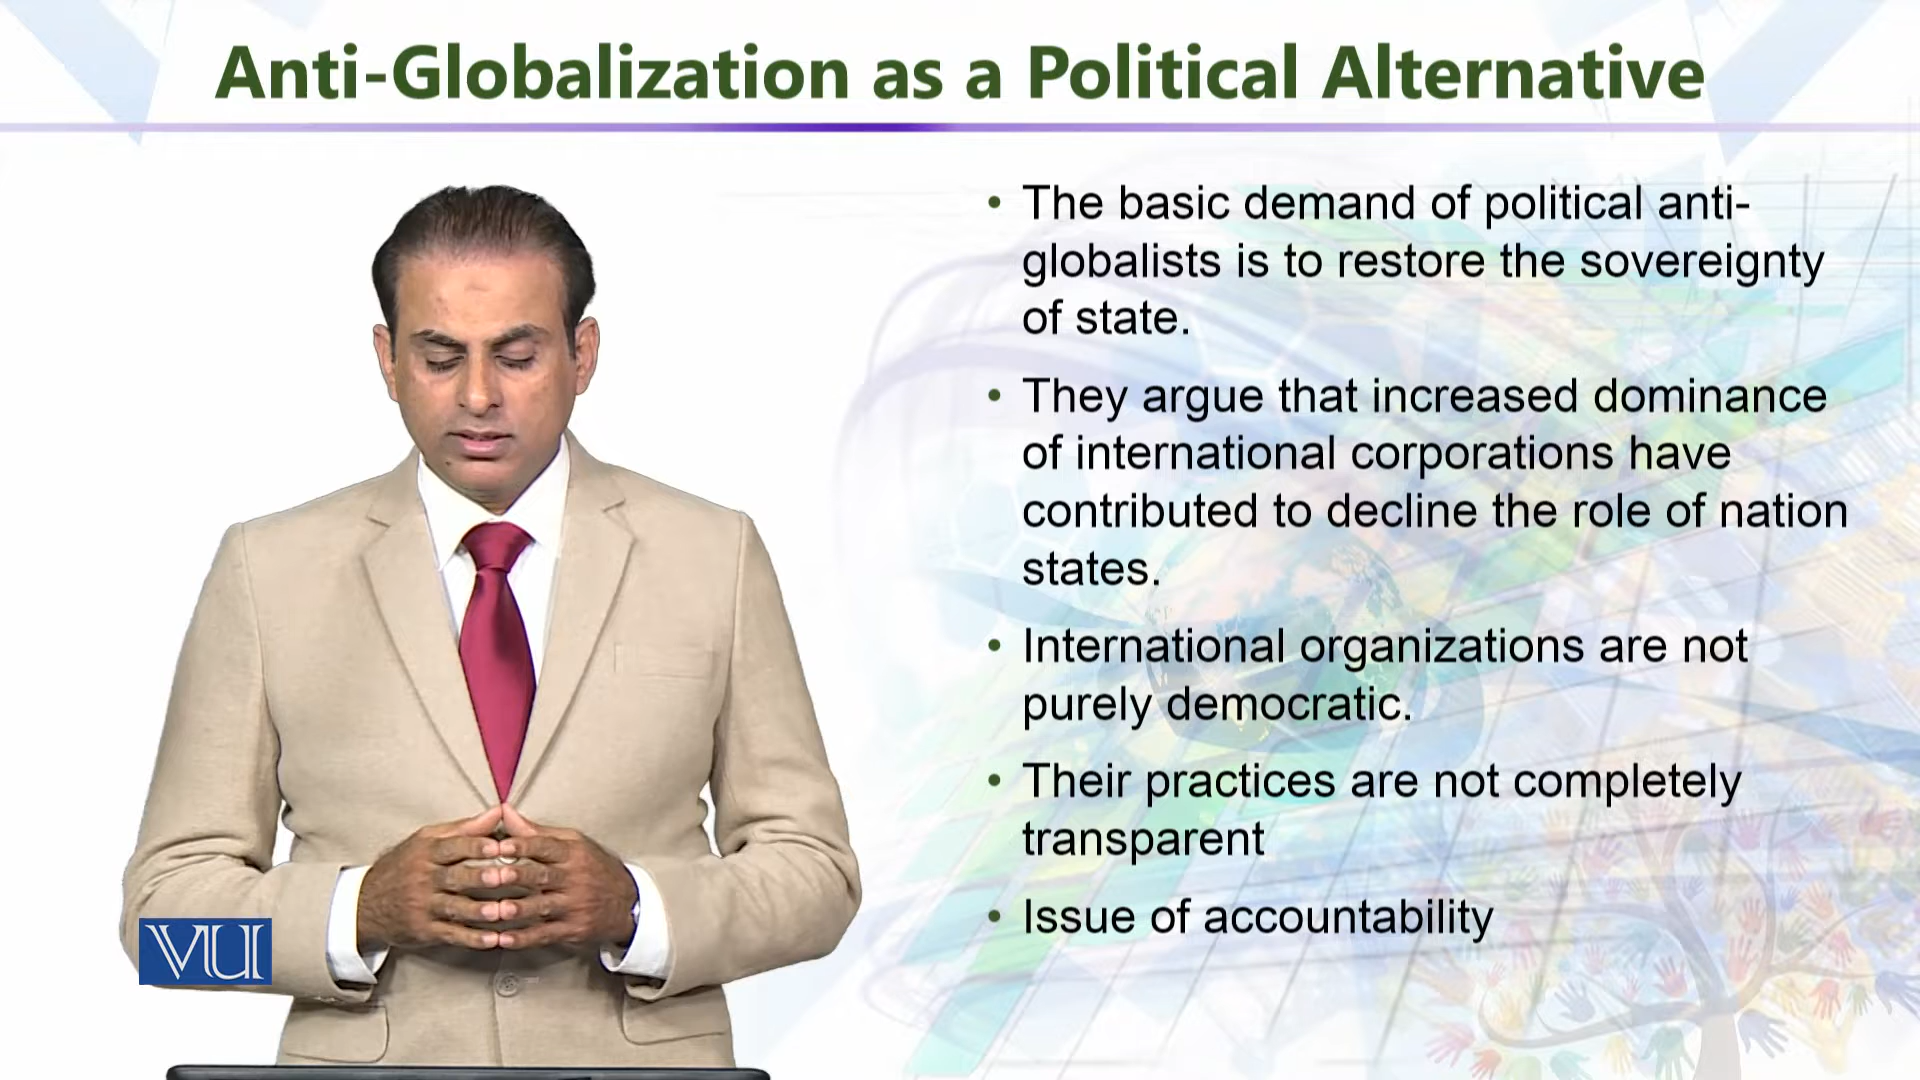 Anti-Globalization as a Political Alternative
• The basic demand of political anti-
globalists is to restore the sovereignty
of state.
• They argue that increased dominance
of international corporations have
contributed to decline the role of nation
states.
• International organizations are not
purely democratic.
• Their practices are not completely
transparent
• Issue of accountability
VU